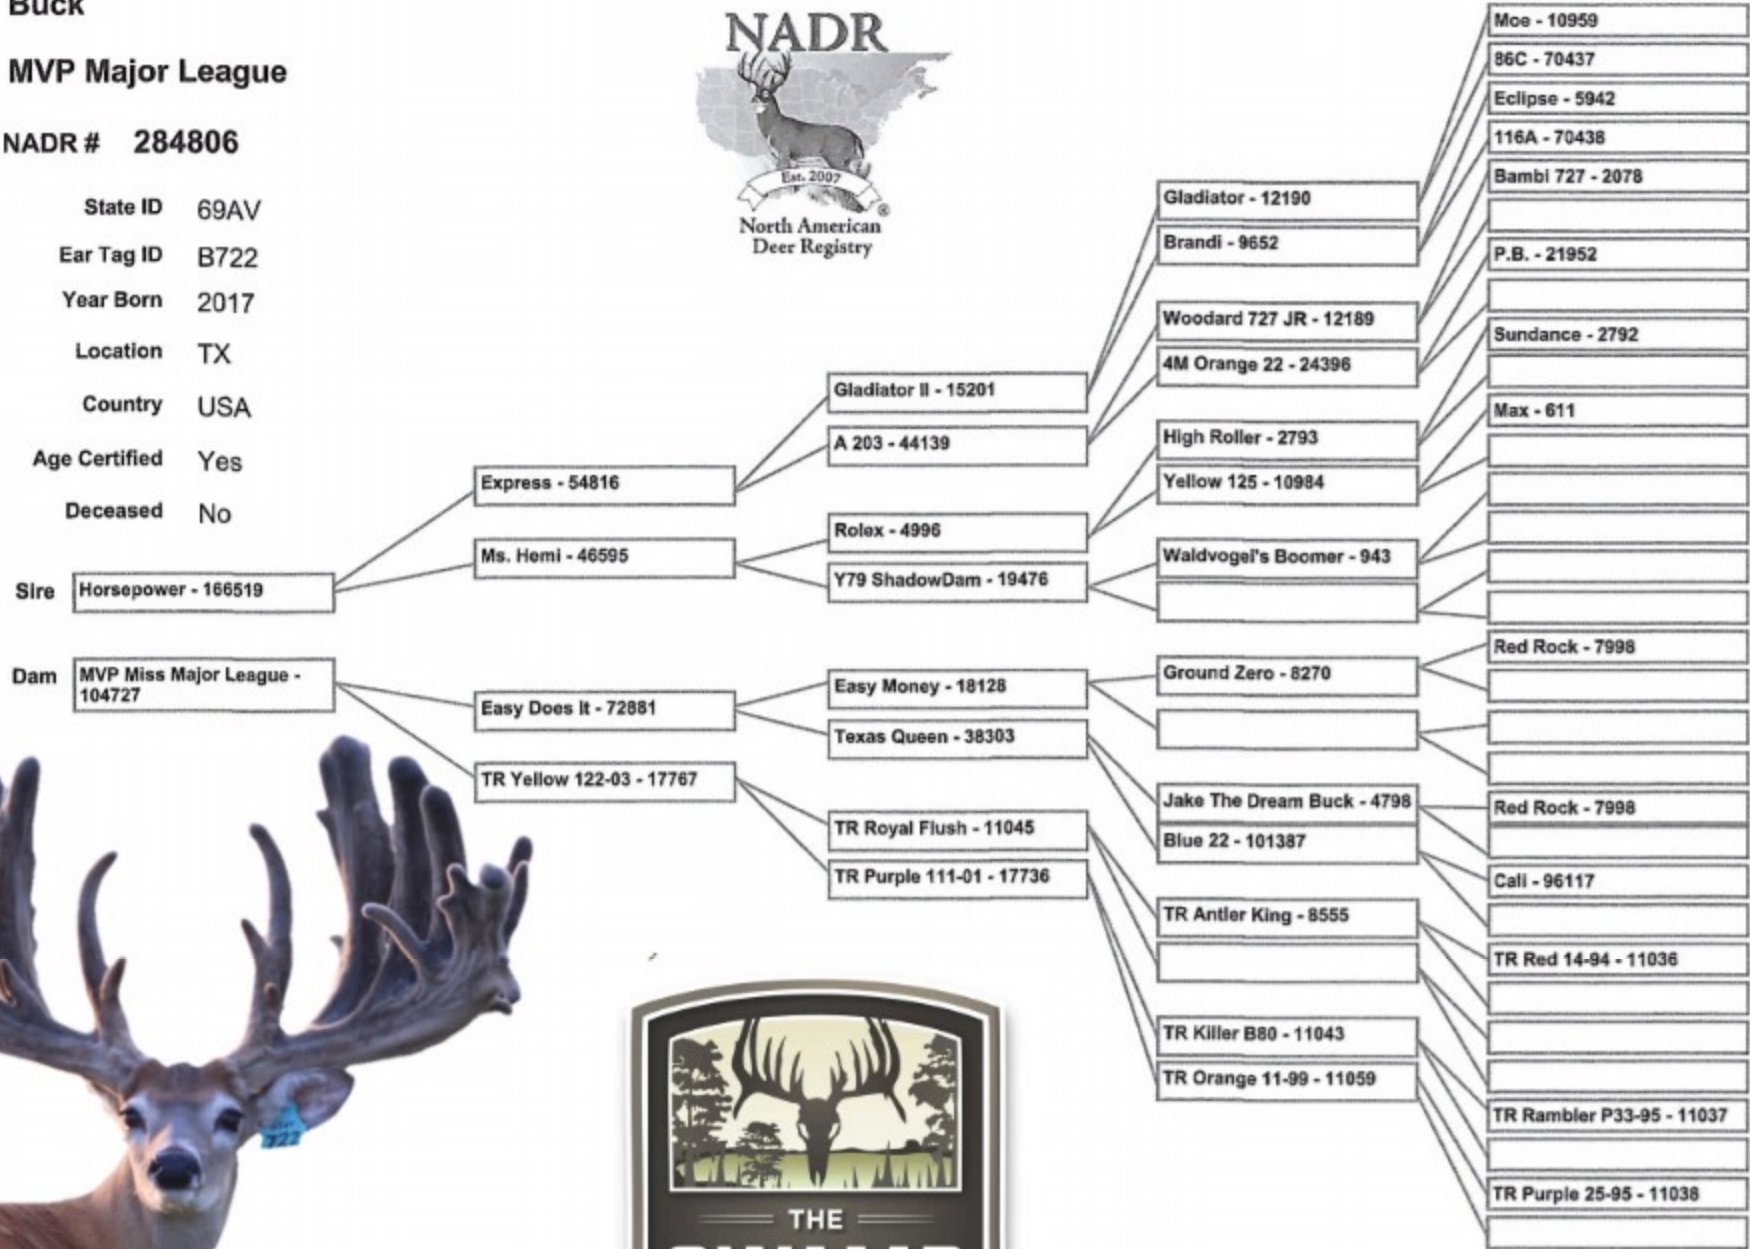 Buck
MVP Major League
NADR # 284806
State ID 69AV
Ear Tag ID B722
Year Born 2017
Location TX
Country USA
Age Certified Yes
Deceased No
NADR
Est. 2007
®
North American
Deer Registry
Sire
Horsepower - 166519
Dam
MVP Miss Major League -
104727
Express - 54816
Ms. Hemi - 46595
Easy Does It - 72881
TR Yellow 122-03 - 17767
Gladiator II - 15201
A 203 - 44139
Rolex - 4996
Y79 ShadowDam - 19476
Easy Money - 18128
Texas Queen - 38303
TR Royal Flush - 11045
TR Purple 111-01 - 17736
Gladiator - 12190
Brandi - 9652
Woodard 727 JR - 12189
4M Orange 22 - 24396
High Roller - 2793
Yellow 125 - 10984
Waldvogel's Boomer - 943
Ground Zero - 8270
Jake The Dream Buck - 4798
Blue 22 - 101387
TR Antler King - 8555
TR Killer B80 - 11043
TR Orange 11-99 - 11059
Moe - 10959
86C - 70437
Eclipse - 5942
116A - 70438
Bambi 727 - 2078
P.B. - 21952
Sundance - 2792
Max - 611
Red Rock - 7998
Red Rock - 7998
Cali - 96117
TR Red 14-94 - 11036
TR Rambler P33-95 - 11037
TR Purple 25-95 - 11038
722
THE